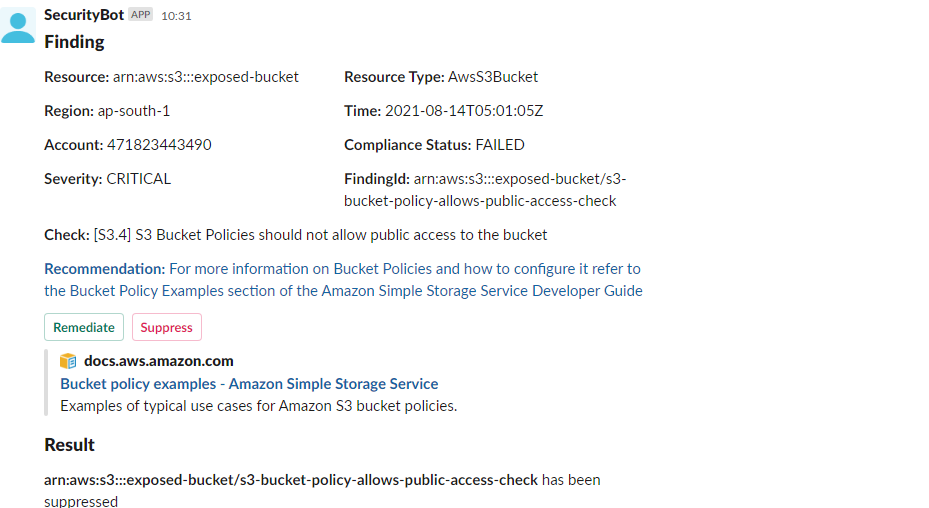 SecurityBot APP 10:31
Finding
Resource: arn:aws:s3:::exposed-bucket
Resource Type: AwsS3Bucket
Region: ap-south-1
Time: 2021-08-14T05:01:05Z
Account: 471823443490
Compliance Status: FAILED
Severity: CRITICAL
FindingId: arn:aws:s3:::exposed-bucket/s3-
bucket-policy-allows-public-access-check
Check: [S3.4] S3 Bucket Policies should not allow public access to the bucket
Recommendation: For more information on Bucket Policies and how to configure it refer to
the Bucket Policy Examples section of the Amazon Simple Storage Service Developer Guide
Remediate
Suppress
docs.aws.amazon.com
Bucket policy examples - Amazon Simple Storage Service
Examples of typical use cases for Amazon S3 bucket policies.
Result
arn:aws:s3:::exposed-bucket/s3-bucket-policy-allows-public-access-check has been
suppressed